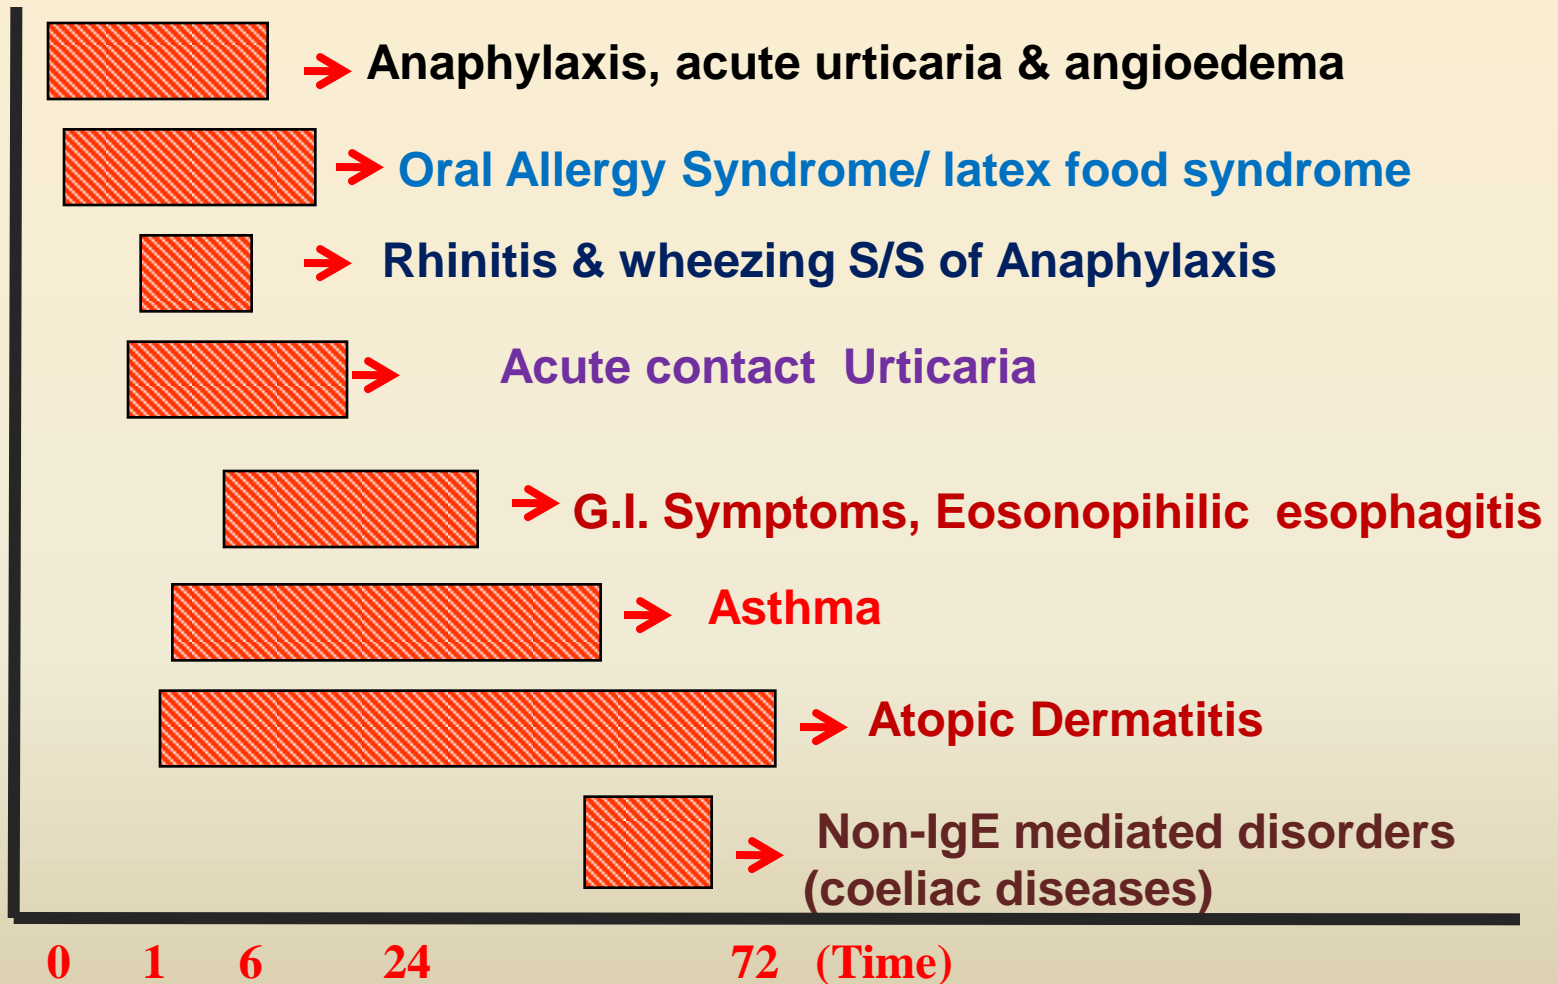 Anaphylaxis, acute urticaria & angioedema
Oral Allergy Syndrome/ latex food syndrome
Rhinitis & wheezing S/S of Anaphylaxis
Acute contact Urticaria
G.I. Symptoms, Eosonopihilic esophagitis
Asthma
Atopic Dermatitis
Non-IgE mediated disorders
(coeliac diseases)
0 1 6 24 72 (Time)